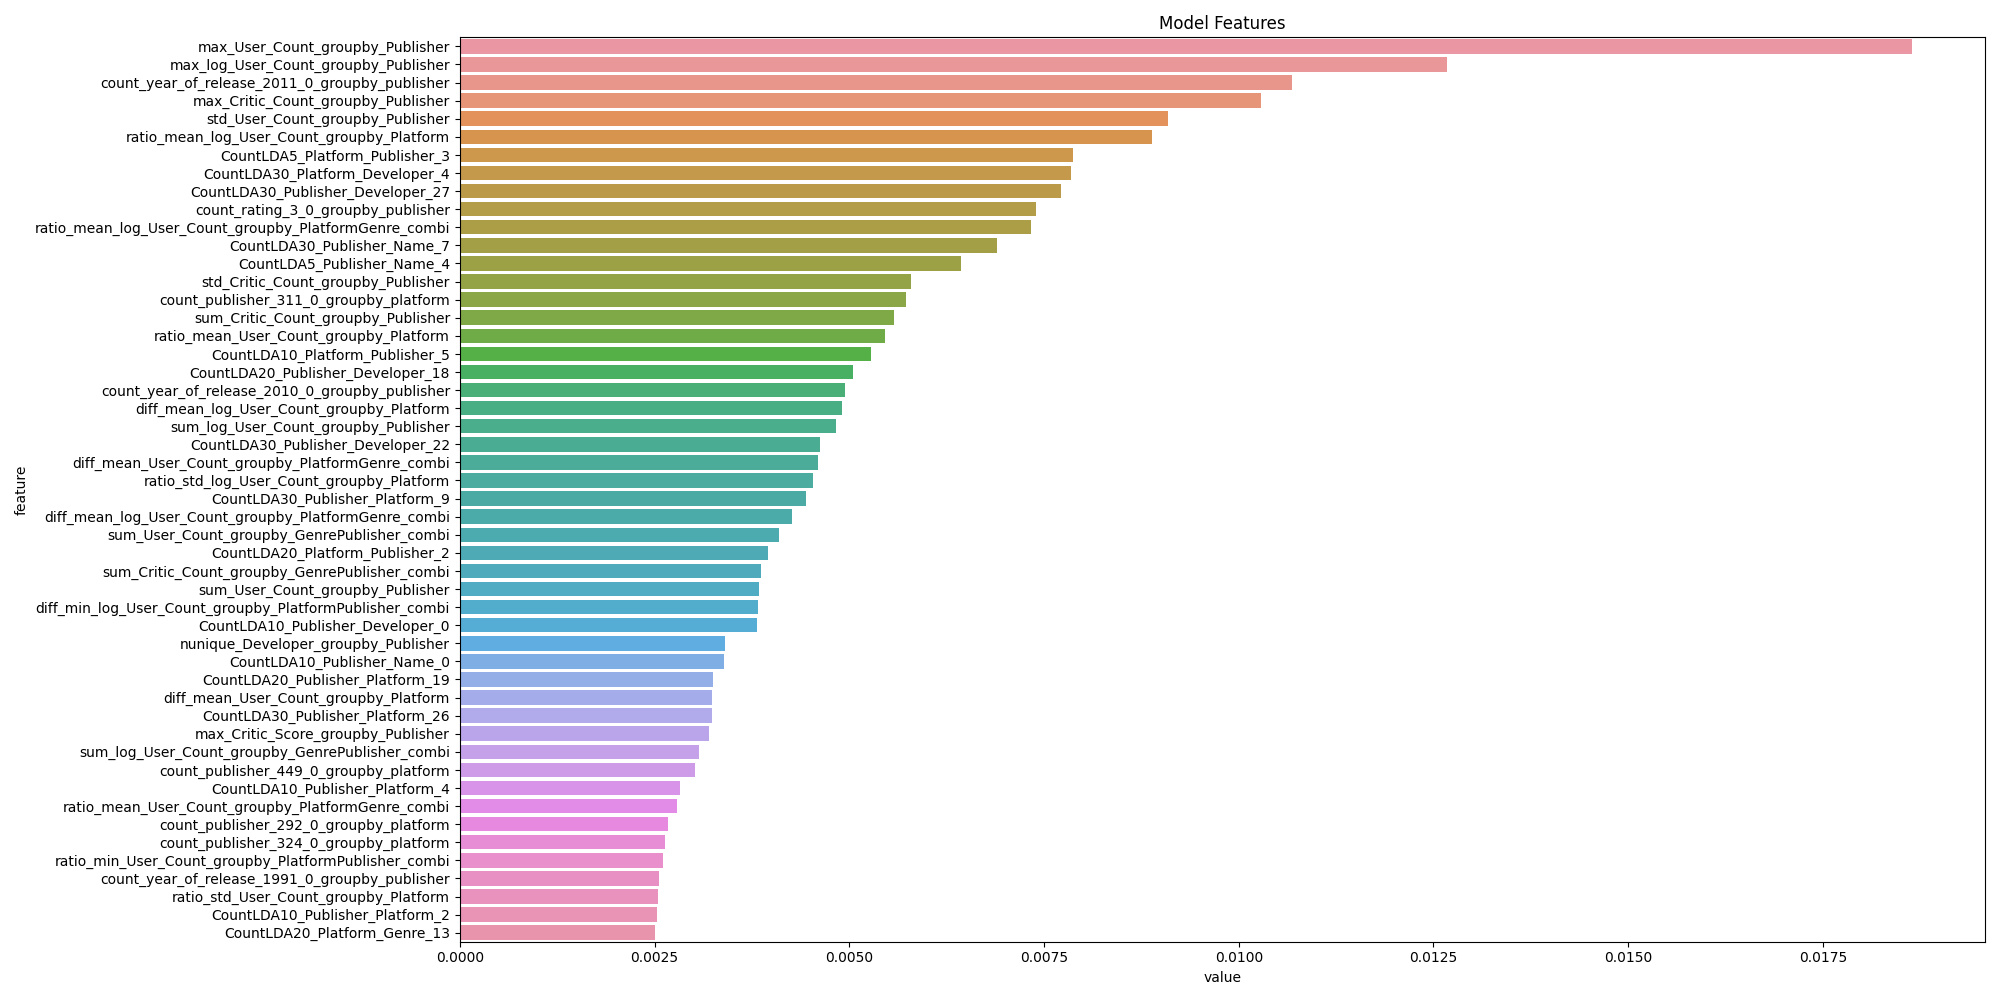 Model Features
feature
max_User_Count_groupby_Publisher
max_log_User_Count_groupby_Publisher
count_year_of_release_2011_0_groupby_publisher
max_Critic_Count_groupby_Publisher
std_User_Count_groupby_Publisher
ratio_mean_log_User_Count_groupby_Platform
CountLDA5_Platform_Publisher_3
CountLDA30_Platform_Developer_4
CountLDA30_Publisher_Developer_27
count_rating_3_0_groupby_publisher
ratio_mean_log_User_Count_groupby_PlatformGenre_combi
CountLDA30_Publisher_Name_7
CountLDA5_Publisher_Name_4
std_Critic_Count_groupby_Publisher
count_publisher_311_0_groupby_platform
sum_Critic_Count_groupby_Publisher
ratio_mean_User_Count_groupby_Platform
CountLDA10_Platform_Publisher_5
CountLDA20_Publisher_Developer_18
count_year_of_release_2010_0_groupby_publisher
diff_mean_log_User_Count_groupby_Platform
sum_log_User_Count_groupby_Publisher
CountLDA30_Publisher_Developer_22
diff_mean_User_Count_groupby_PlatformGenre_combi
ratio_std_log_User_Count_groupby_Platform
CountLDA30_Publisher_Platform_9
diff_mean_log_User_Count_groupby_PlatformGenre_combi
sum_User_Count_groupby_GenrePublisher_combi
CountLDA20_Platform_Publisher_2
sum_Critic_Count_groupby_GenrePublisher_combi
sum_User_Count_groupby_Publisher
diff_min_log_User_Count_groupby_PlatformPublisher_combi
CountLDA10_Publisher_Developer_0
nunique_Developer_groupby_Publisher
CountLDA10_Publisher_Name_0
CountLDA20_Publisher_Platform_19
diff_mean_User_Count_groupby_Platform
CountLDA30_Publisher_Platform_26
max_Critic_Score_groupby_Publisher
sum_log_User_Count_groupby_GenrePublisher_combi
count_publisher_449_0_groupby_platform
CountLDA10_Publisher_Platform_4
ratio_mean_User_Count_groupby_PlatformGenre_combi
count_publisher_292_0_groupby_platform
count_publisher_324_0_groupby_platform
ratio_min_User_Count_groupby_PlatformPublisher_combi
count_year_of_release_1991_0_groupby_publisher
ratio_std_User_Count_groupby_Platform
CountLDA10_Publisher_Platform_2
CountLDA20_Platform_Genre_13
0.0000 0.0025 0.0050 0.0075 0.0100 0.0125 0.0150 0.0175
value